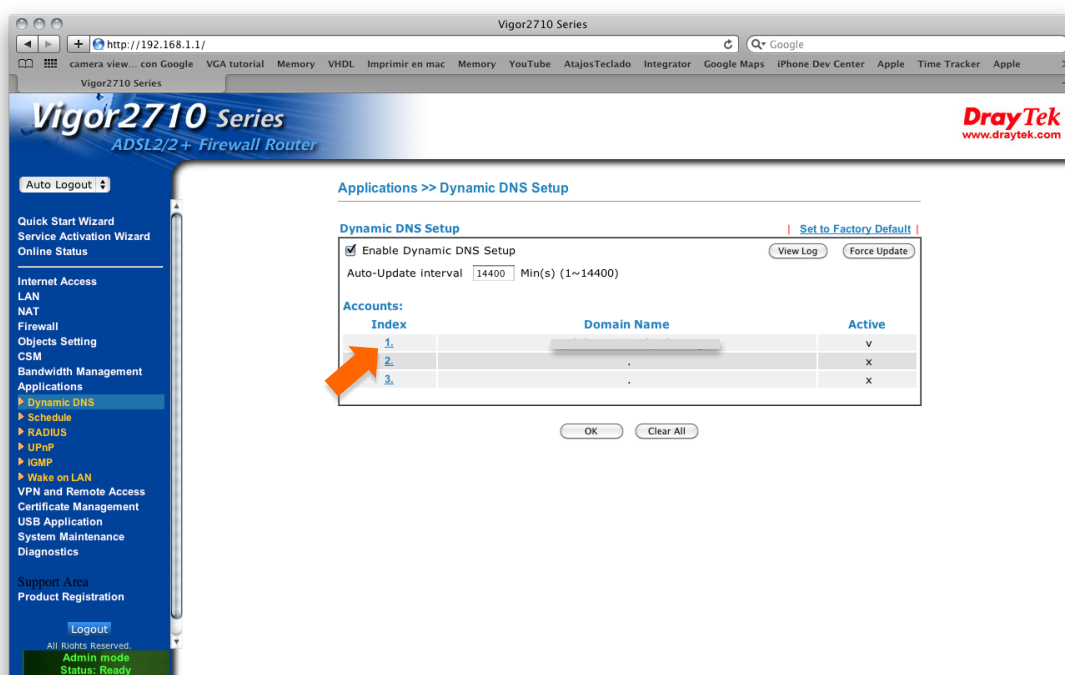 Vigor2710 Series
http://192.168.1.1/
Google
camera view... con Google VGA tutorial Memory VHDL Imprimir en mac Memory YouTube AtajosTeclado Integrator Google Maps iPhone Dev Center Apple Time Tracker Apple
Vigor2710 Series
Vigor2710 Series
ADSL2/2+ Firewall Router
DrayTek
www.draytek.com
Auto Logout
Quick Start Wizard
Service Activation Wizard
Online Status
Internet Access
LAN
NAT
Firewall
Objects Setting
CSM
Bandwidth Management
Applications
Dynamic DNS
Schedule
RADIUS
UPnP
IGMP
Wake on LAN
VPN and Remote Access
Certificate Management
USB Application
System Maintenance
Diagnostics
Support Area
Product Registration
Logout
All Rights Reserved.
Admin mode
Status: Ready
Applications >> Dynamic DNS Setup
Dynamic DNS Setup | Set to Factory Default |
Enable Dynamic DNS Setup View Log Force Update
Auto-Update interval 14400 Min(s) (1~14400)
Accounts:
Index Domain Name Active
1. v
2. . x
3. . x
OK Clear All